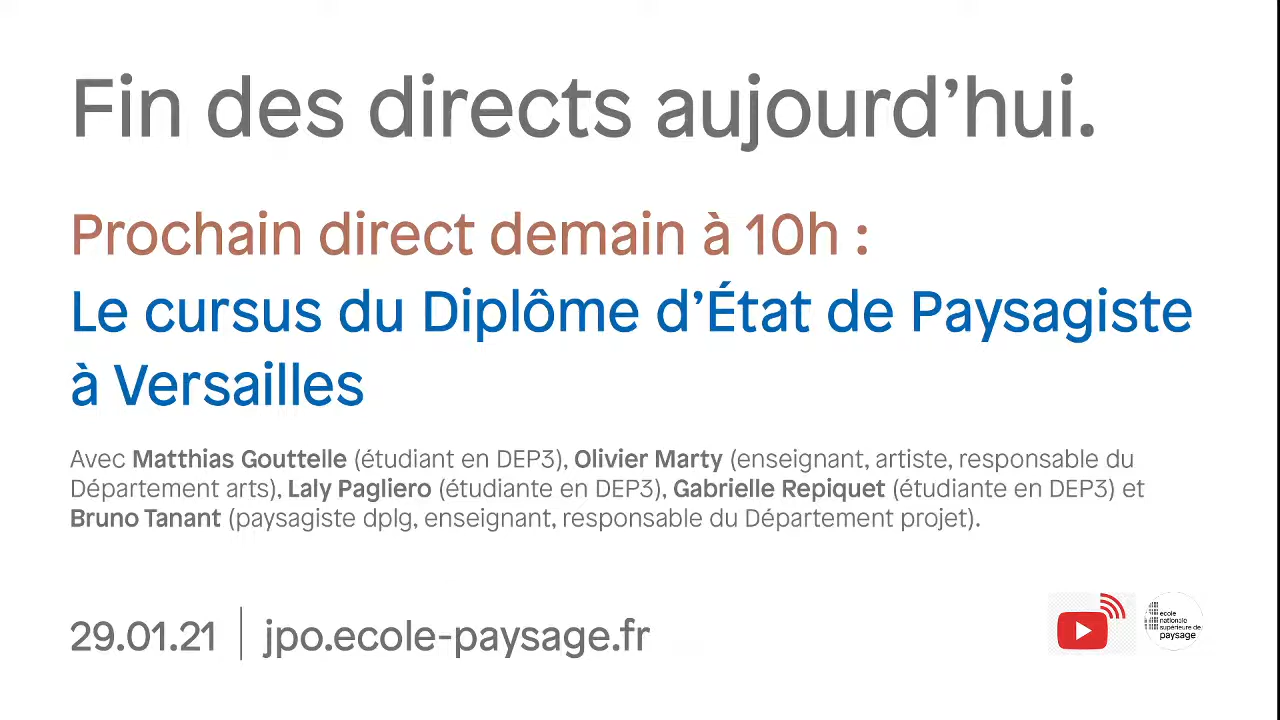 Fin des directs aujourd’hui.
Prochain direct demain à 10h :
Le cursus du Diplôme d’État de Paysagiste
à Versailles
Avec Matthias Gouttelle (étudiant en DEP3), Olivier Marty (enseignant, artiste, responsable du
Département arts), Laly Pagliero (étudiante en DEP3), Gabrielle Repiquet (étudiante en DEP3) et
Bruno Tanant (paysagiste dplg, enseignant, responsable du Département projet).
29.01.21 | jpo.ecole-paysage.fr
école
nationale
supérieure de
paysage